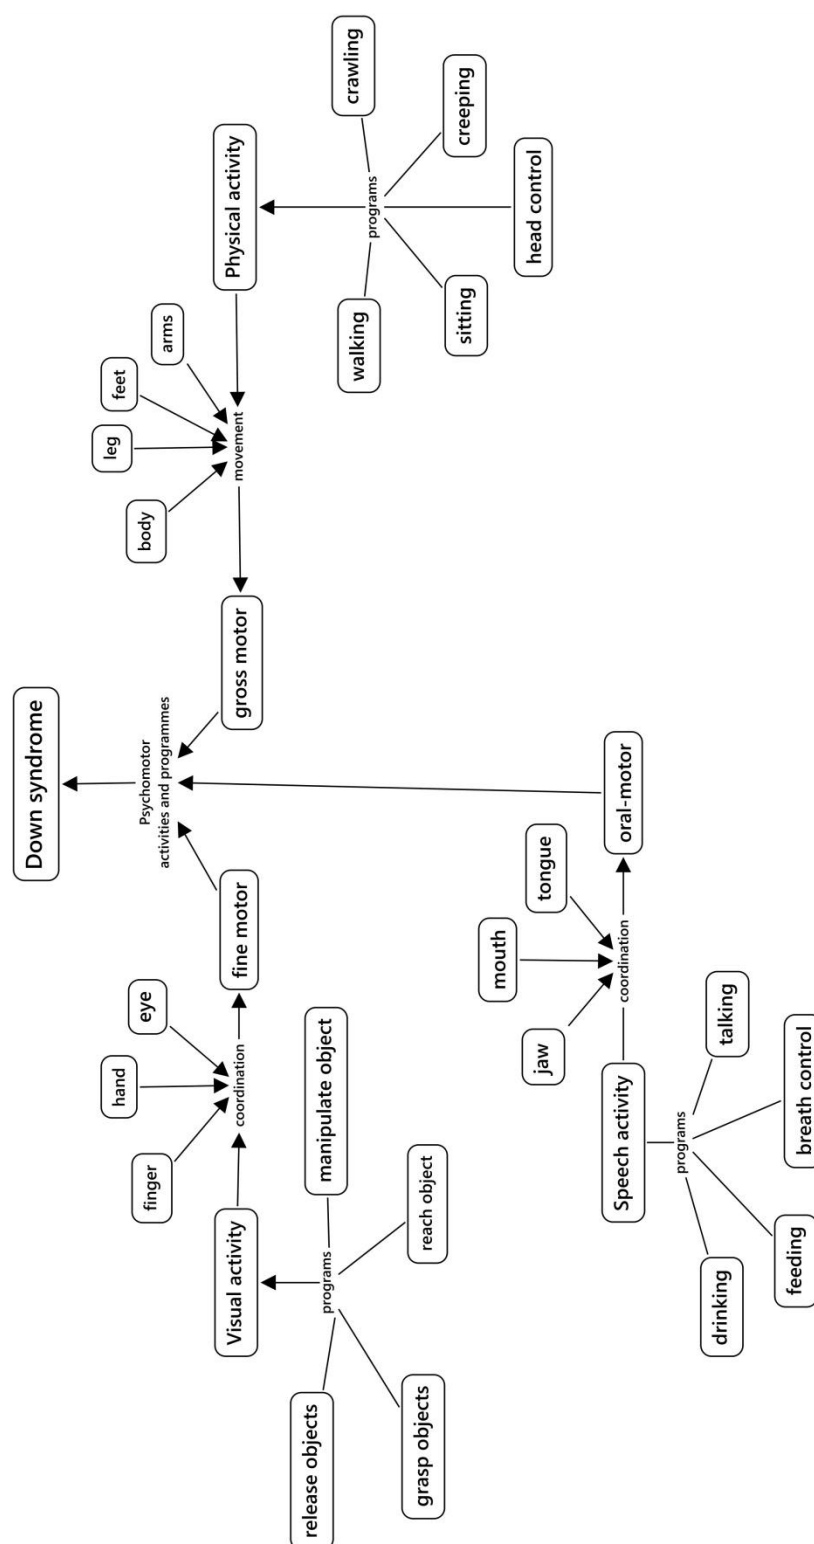 Down syndrome
Psychomotor
activities and programmes
fine motor
gross motor
oral-motor
finger
hand
eye
coordination
Visual activity
programs
release objects
grasp objects
reach object
manipulate object
body
leg
feet
arms
movement
Physical activity
programs
walking
sitting
head control
creeping
crawling
jaw
mouth
tongue
coordination
Speech activity
programs
drinking
feeding
breath control
talking